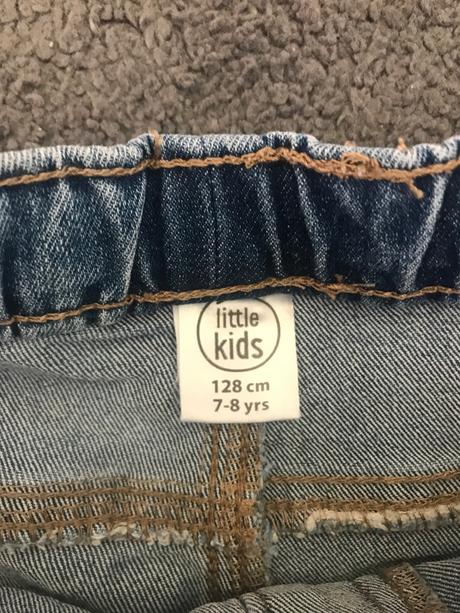 little
kids
128 cm
7-8 yrs